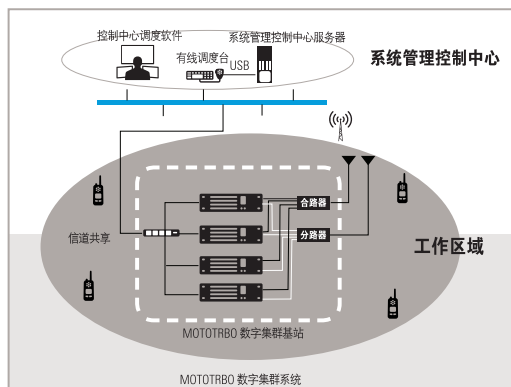 控制中心调度软件
系统管理控制中心服务器
有线调度台
USB
系统管理控制中心
合路器
信道共享
分路器
工作区域
MOTOTRBO 数字集群基站
MOTOTRBO 数字集群系统